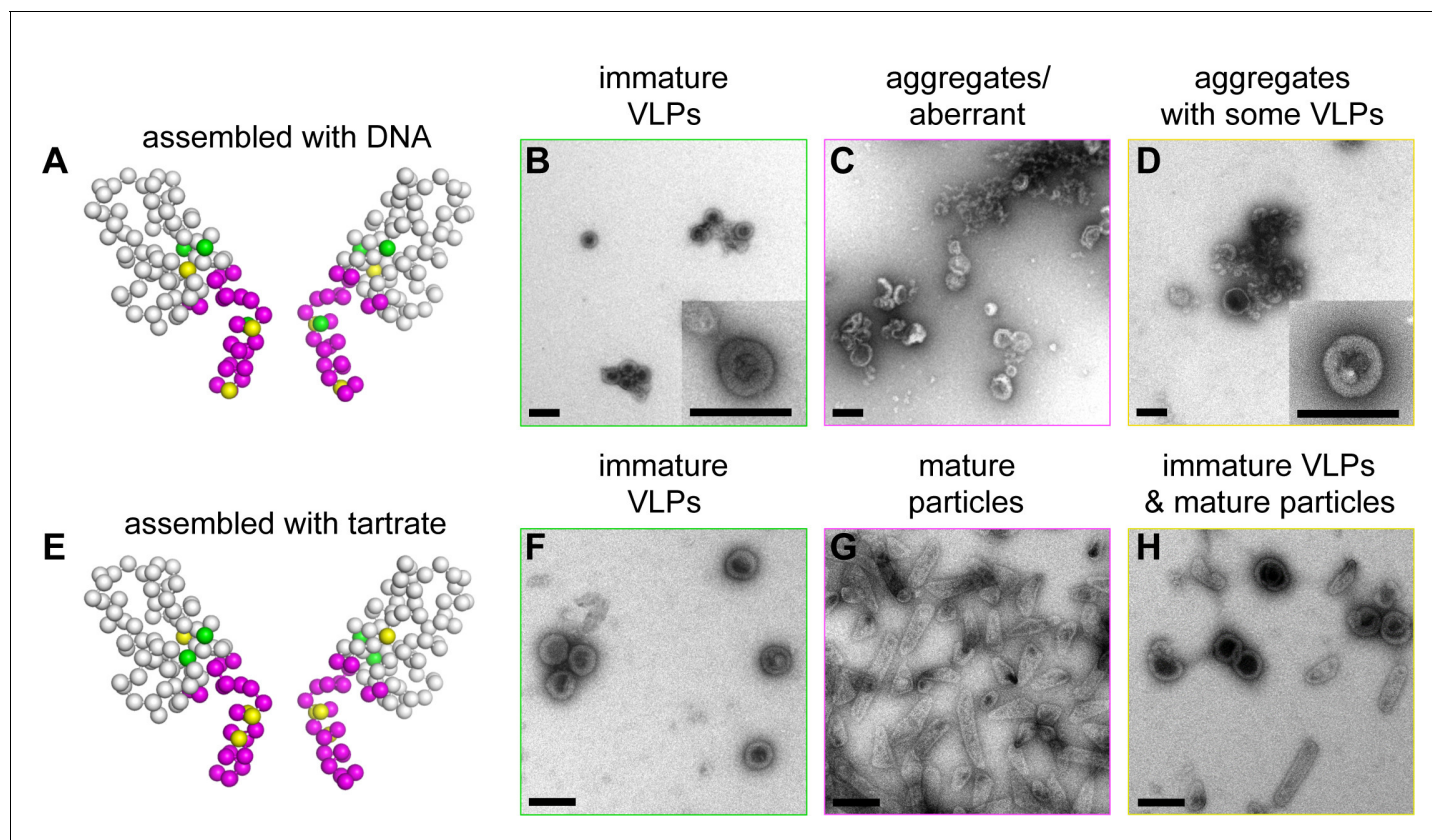 immature
VLPs
aggregates/
aberrant
aggregates
with some VLPs
assembled with DNA
A
B
C
D
immature
VLPs
mature
particles
immature VLPs
& mature particles
assembled with tartrate
E
F
G
H